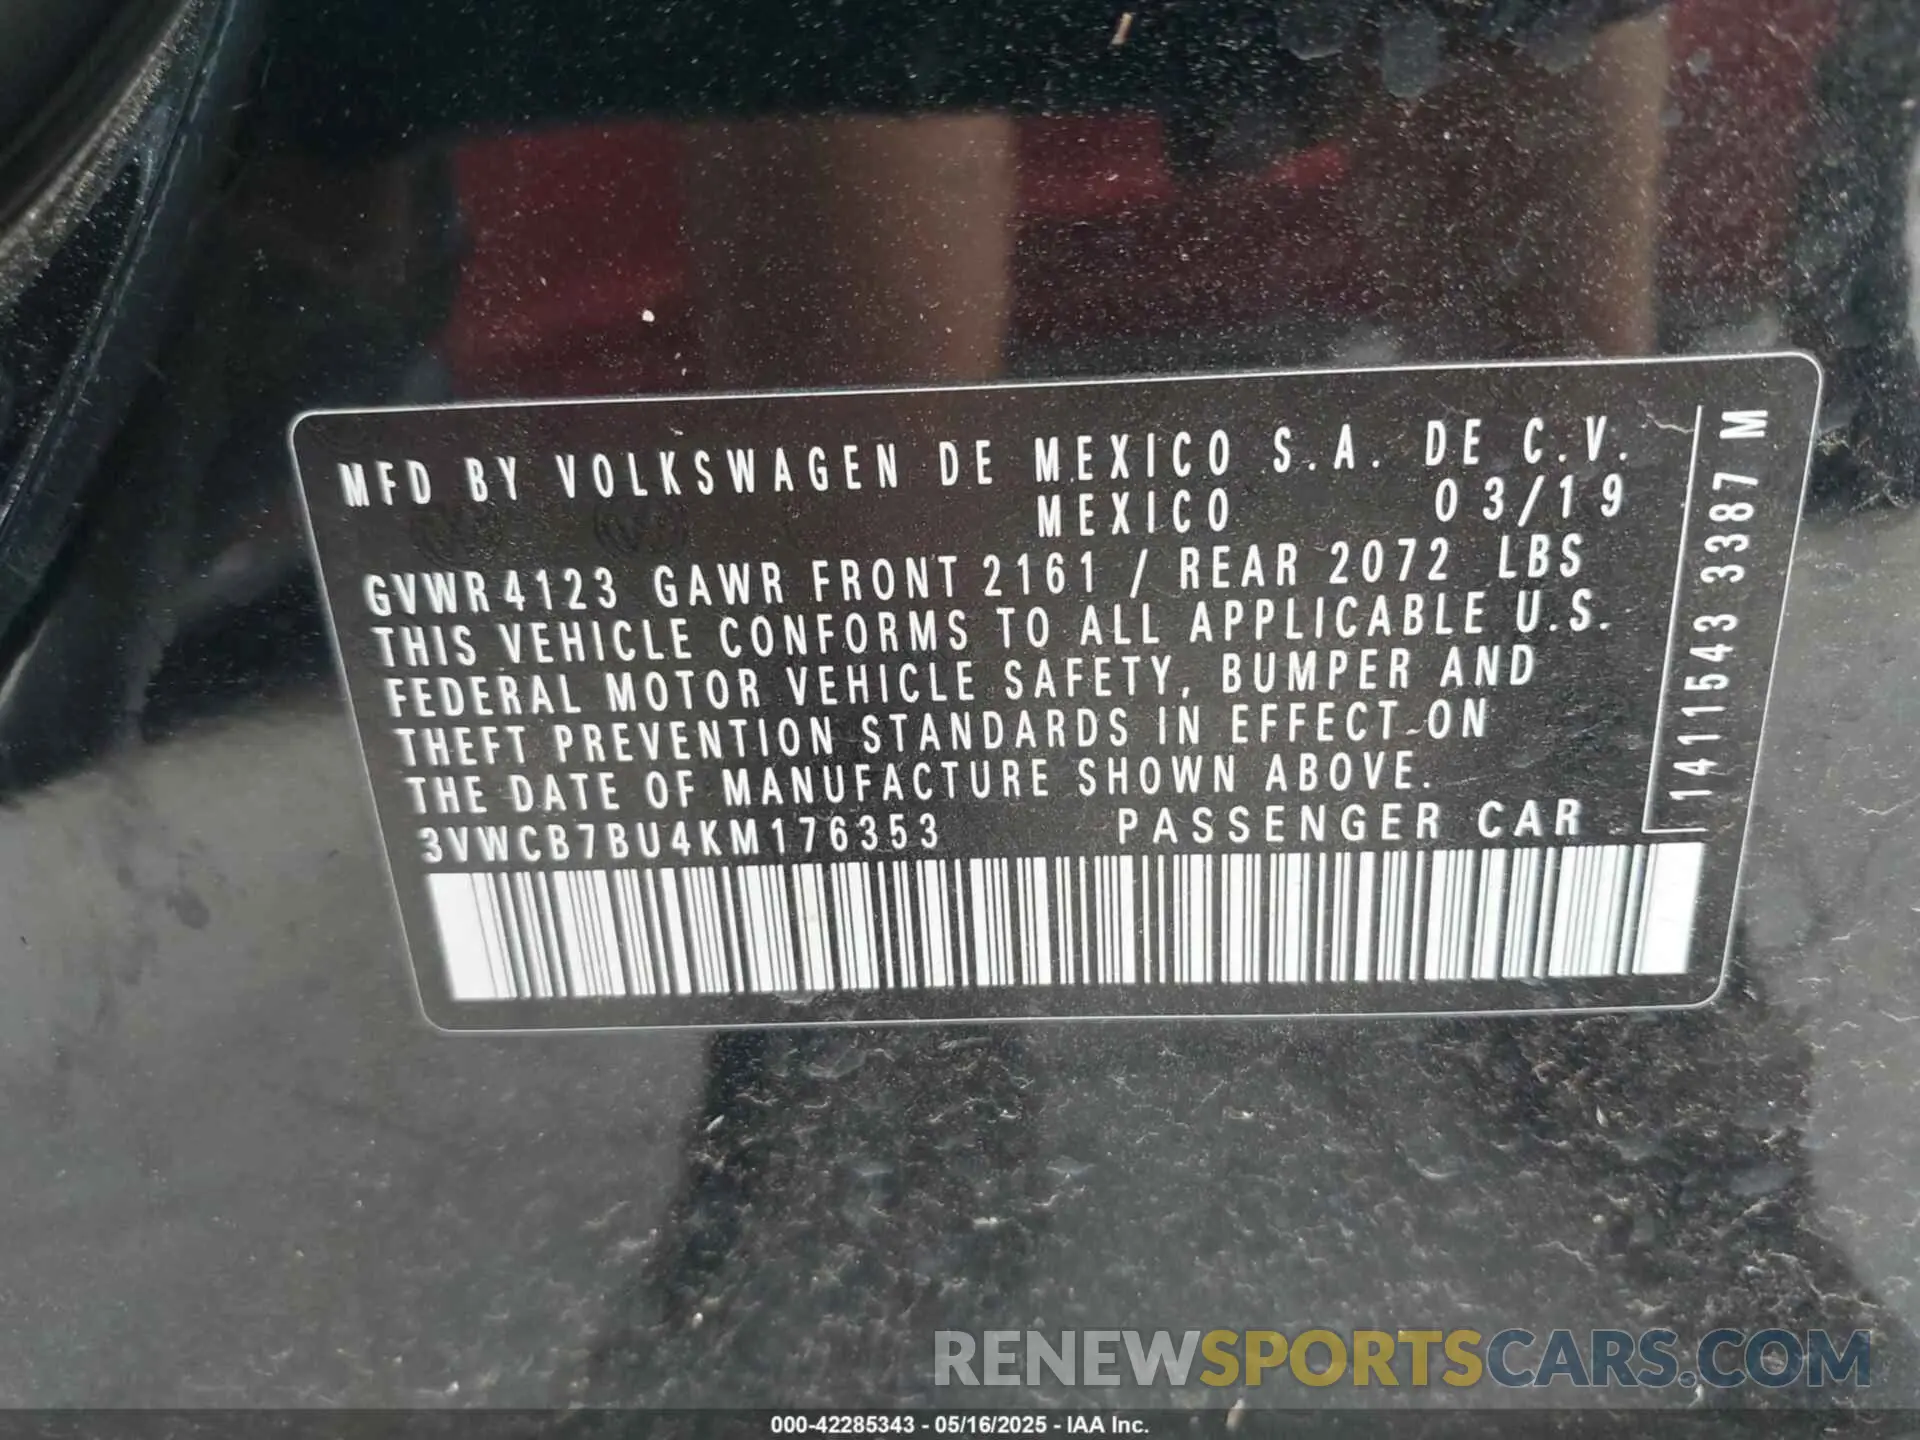 MFD BY VOLKSWAGEN DE MEXICO S.A. DE C.V.
MEXICO 03/19
GVWR 4123 GAWR FRONT 2161 / REAR 2072 LBS
THIS VEHICLE CONFORMS TO ALL APPLICABLE U.S.
FEDERAL MOTOR VEHICLE SAFETY, BUMPER AND
THEFT PREVENTION STANDARDS IN EFFECT ON
THE DATE OF MANUFACTURE SHOWN ABOVE.
3VWCB7BU4KM176353 PASSENGER CAR
1411543 3387 M
RENEWSPORTSCARS.COM
000-42285343 - 05/16/2025 - IAA Inc.